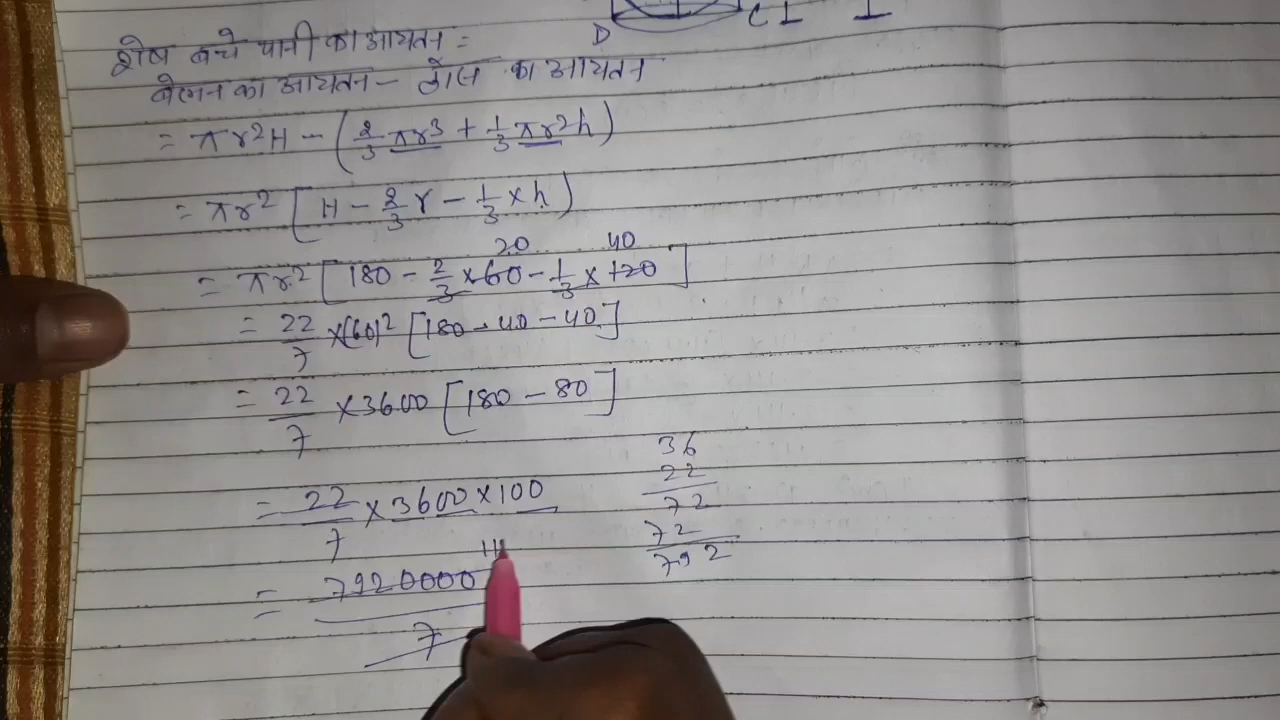 D C
शेष बचे पानी का आयतन =
बेलन का आयतन - ठोस का आयतन
= πr²H - (2/3 πr³ + 1/3 πr²h)
= πr² [H - 2/3 r - 1/3 × h)
20 40
= πr² [180 - 2/3 × 60 - 1/3 × 120]
= 22/7 × (60)² [180 - 40 - 40]
= 22/7 × 3600 [180 - 80]
36
22
72
72
792
= 22/7 × 3600 × 100
= 7920000/7